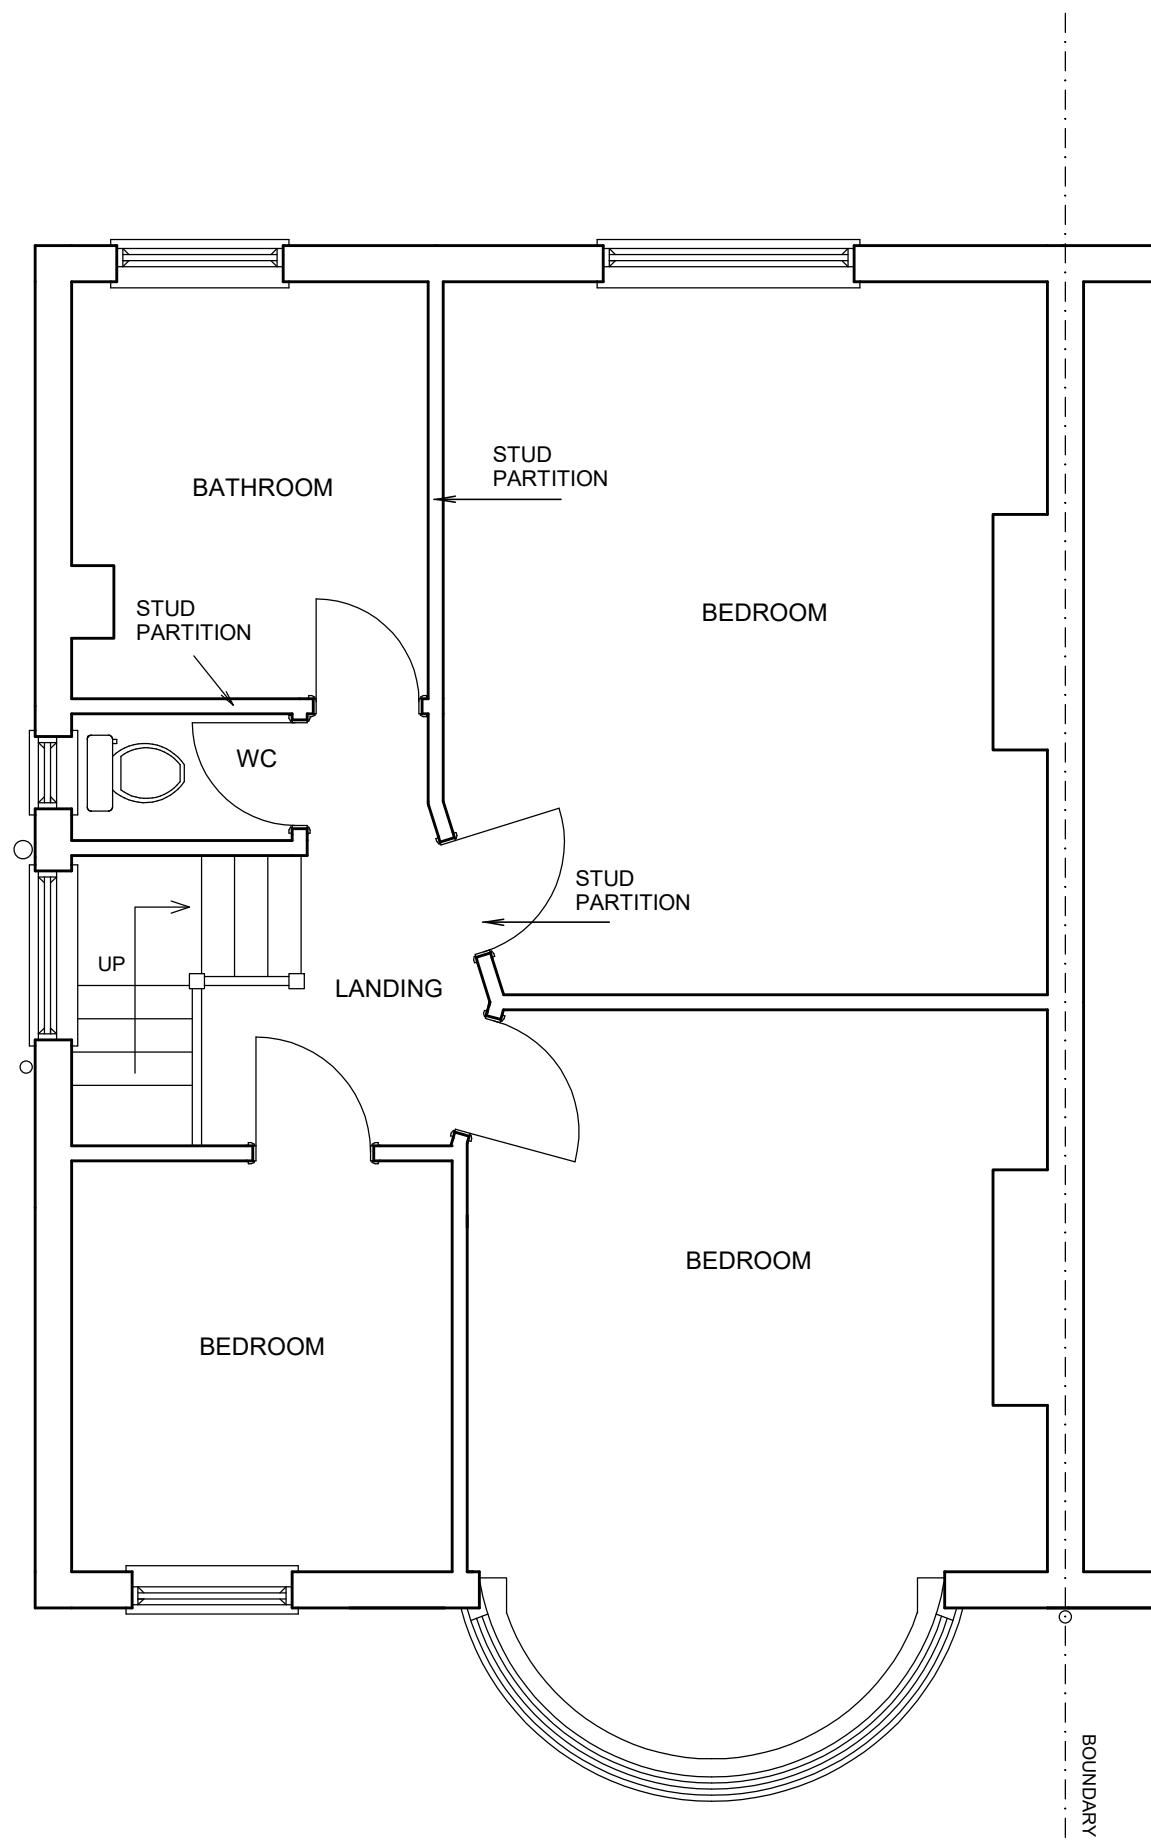 STUD
PARTITION
BATHROOM
STUD
PARTITION
BEDROOM
WC
STUD
PARTITION
UP
LANDING
BEDROOM
BEDROOM
BOUNDARY